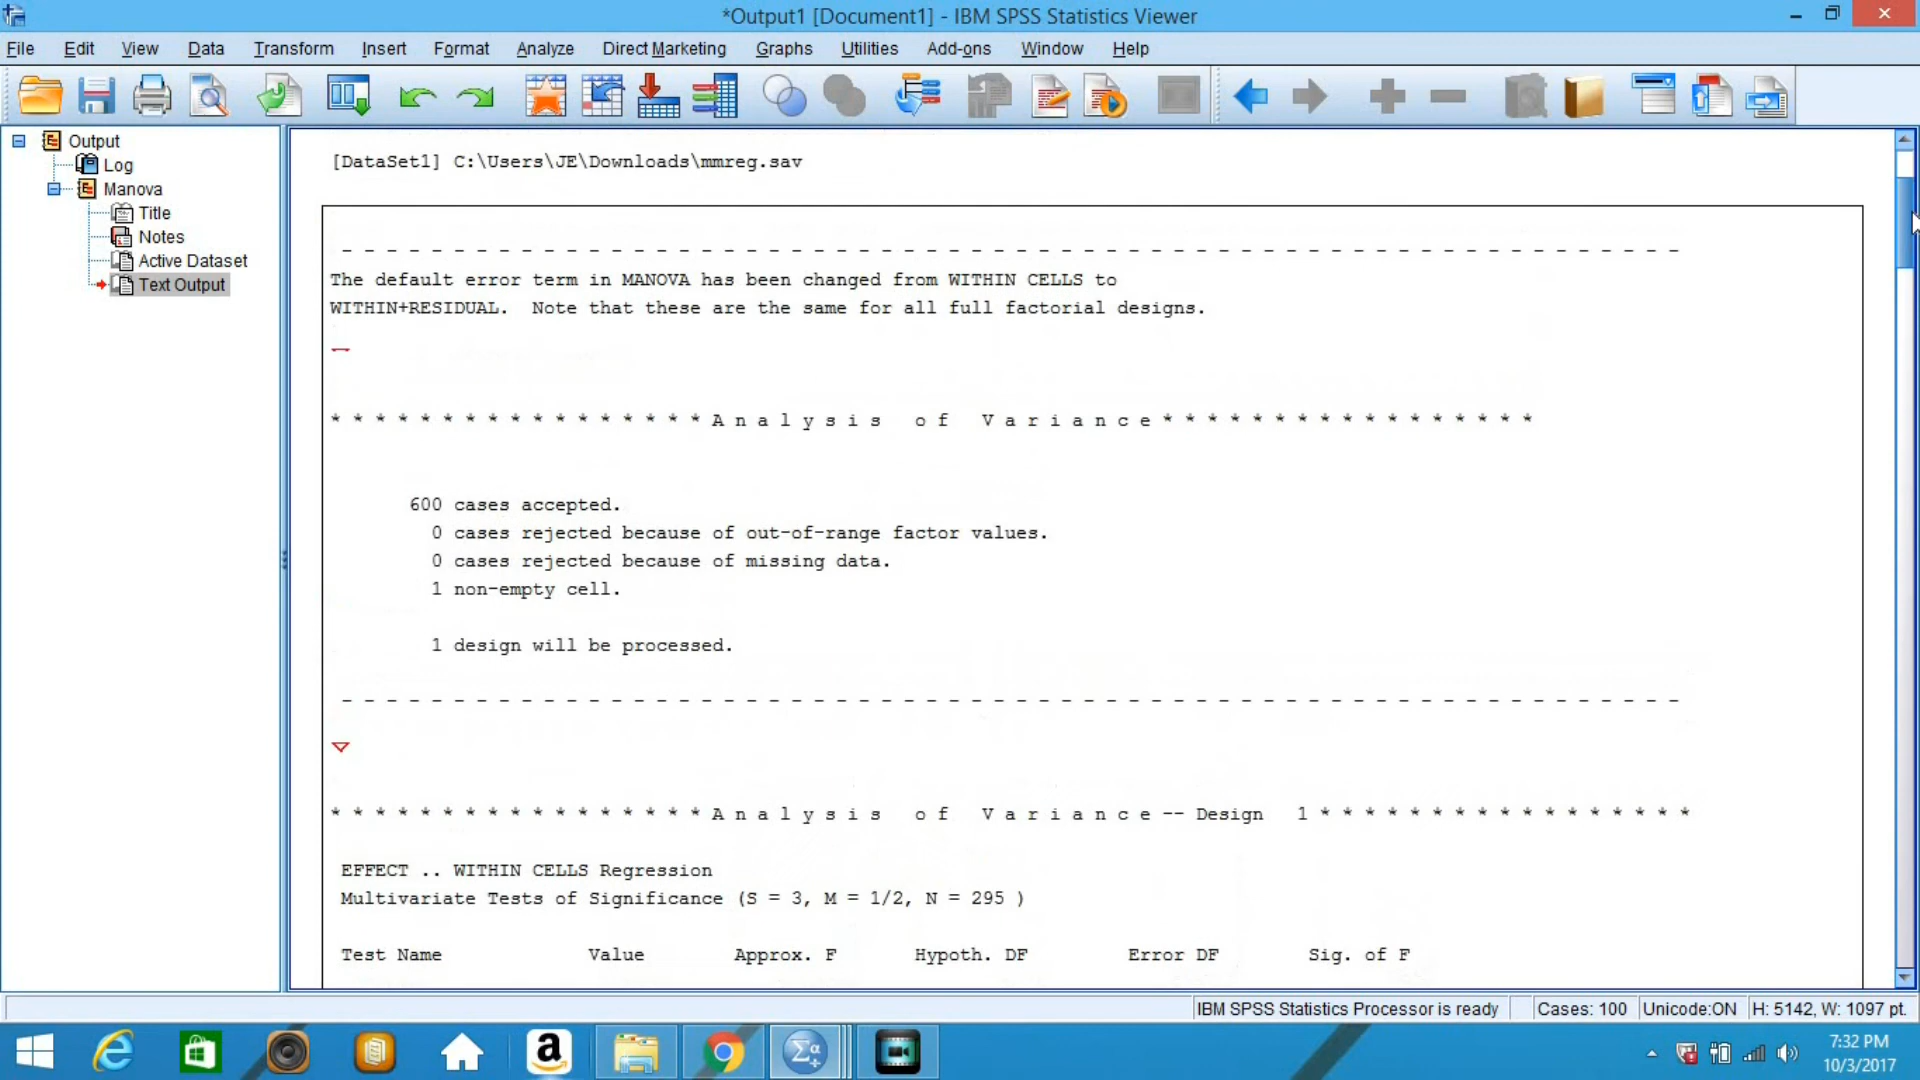 *Output1 [Document1] - IBM SPSS Statistics Viewer
File Edit View Data Transform Insert Format Analyze Direct Marketing Graphs Utilities Add-ons Window Help
Output
Log
Manova
Title
Notes
Active Dataset
Text Output
[DataSet1] C:\Users\JE\Downloads\mmreg.sav
- - - - - - - - - - - - - - - - - - - - - - - - - - - - - - - - - - - - - - - - - - - - - - - - - - - - - - - - - - - -
The default error term in MANOVA has been changed from WITHIN CELLS to
WITHIN+RESIDUAL.  Note that these are the same for all full factorial designs.
* * * * * * * * * * * * * * * * * A n a l y s i s   o f   V a r i a n c e * * * * * * * * * * * * * * * * *
600 cases accepted.
0 cases rejected because of out-of-range factor values.
0 cases rejected because of missing data.
1 non-empty cell.
1 design will be processed.
- - - - - - - - - - - - - - - - - - - - - - - - - - - - - - - - - - - - - - - - - - - - - - - - - - - - - - - - - - - -
* * * * * * * * * * * * * * * * * A n a l y s i s   o f   V a r i a n c e -- Design   1 * * * * * * * * * * * * * * * * *
EFFECT .. WITHIN CELLS Regression
Multivariate Tests of Significance (S = 3, M = 1/2, N = 295 )
Test Name Value Approx. F Hypoth. DF Error DF Sig. of F
IBM SPSS Statistics Processor is ready Cases: 100 Unicode:ON H: 5142, W: 1097 pt.
7:32 PM
10/3/2017